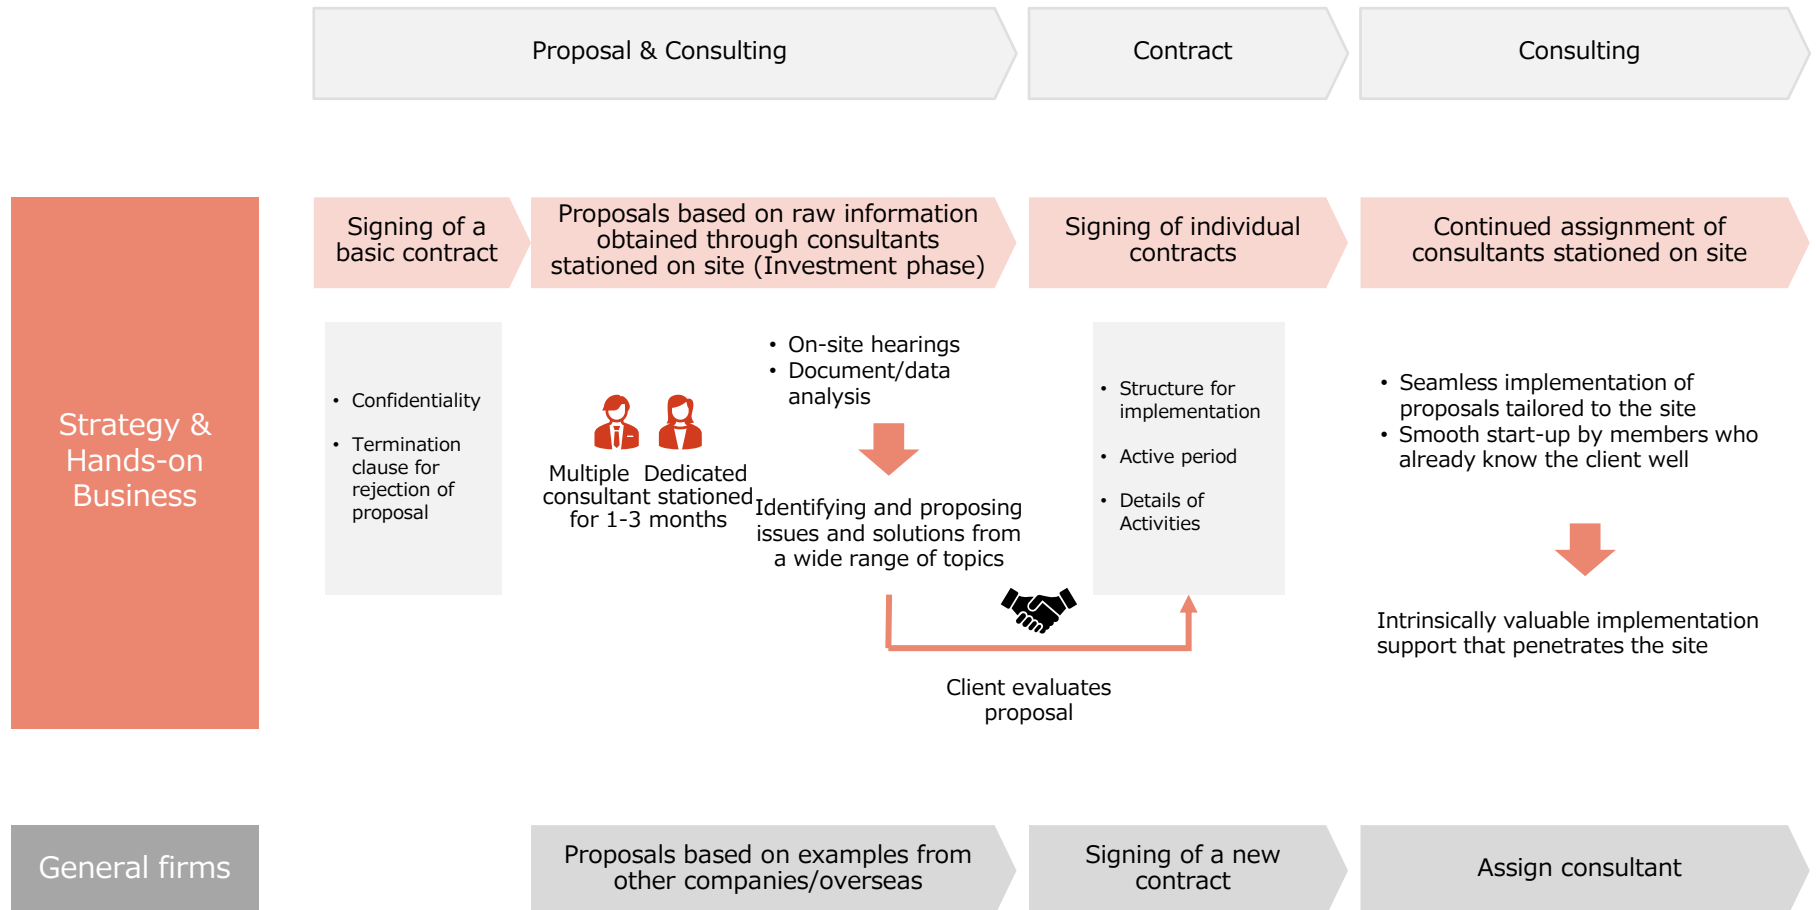 Proposal & Consulting
Contract
Consulting
Strategy &
Hands-on
Business
Signing of a
basic contract
Proposals based on raw information
obtained through consultants
stationed on site (Investment phase)
Signing of individual
contracts
Continued assignment of
consultants stationed on site
• Confidentiality
• Termination
clause for
rejection of
proposal
Multiple Dedicated
consultant stationed
for 1-3 months
• On-site hearings
• Document/data
analysis
Identifying and proposing
issues and solutions from
a wide range of topics
Client evaluates
proposal
• Structure for
implementation
• Active period
• Details of
Activities
• Seamless implementation of
proposals tailored to the site
• Smooth start-up by members who
already know the client well
Intrinsically valuable implementation
support that penetrates the site
General firms
Proposals based on examples from
other companies/overseas
Signing of a new
contract
Assign consultant